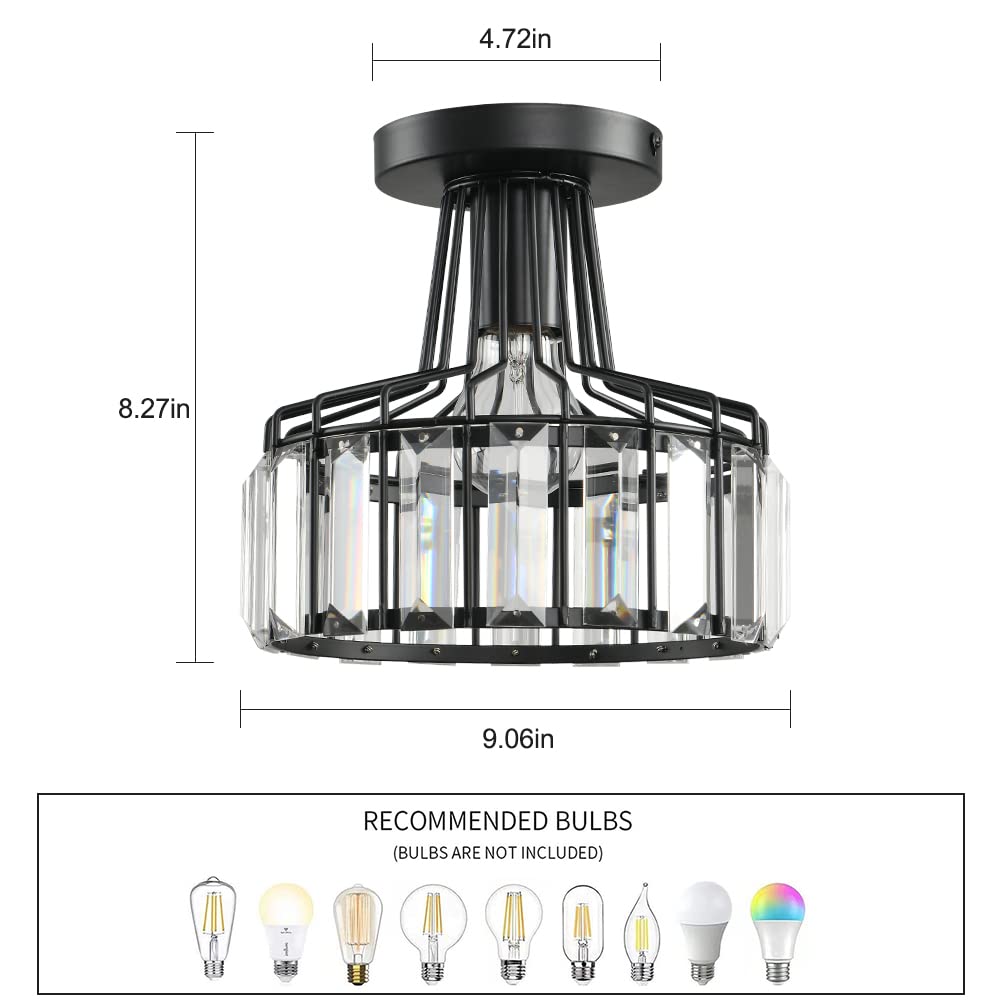 4.72in
8.27in
9.06in
RECOMMENDED BULBS
(BULBS ARE NOT INCLUDED)